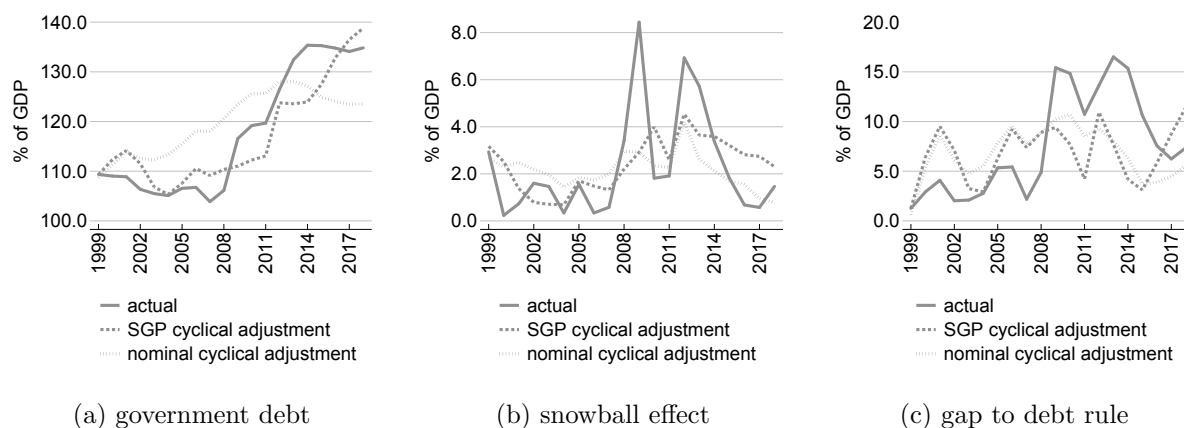 140.0
130.0
120.0
110.0
100.0
% of GDP
1999
2002
2005
2008
2011
2014
2017
actual
SGP cyclical adjustment
nominal cyclical adjustment
(a) government debt
8.0
6.0
4.0
2.0
0.0
% of GDP
1999
2002
2005
2008
2011
2014
2017
actual
SGP cyclical adjustment
nominal cyclical adjustment
(b) snowball effect
20.0
15.0
10.0
5.0
0.0
% of GDP
1999
2002
2005
2008
2011
2014
2017
actual
SGP cyclical adjustment
nominal cyclical adjustment
(c) gap to debt rule